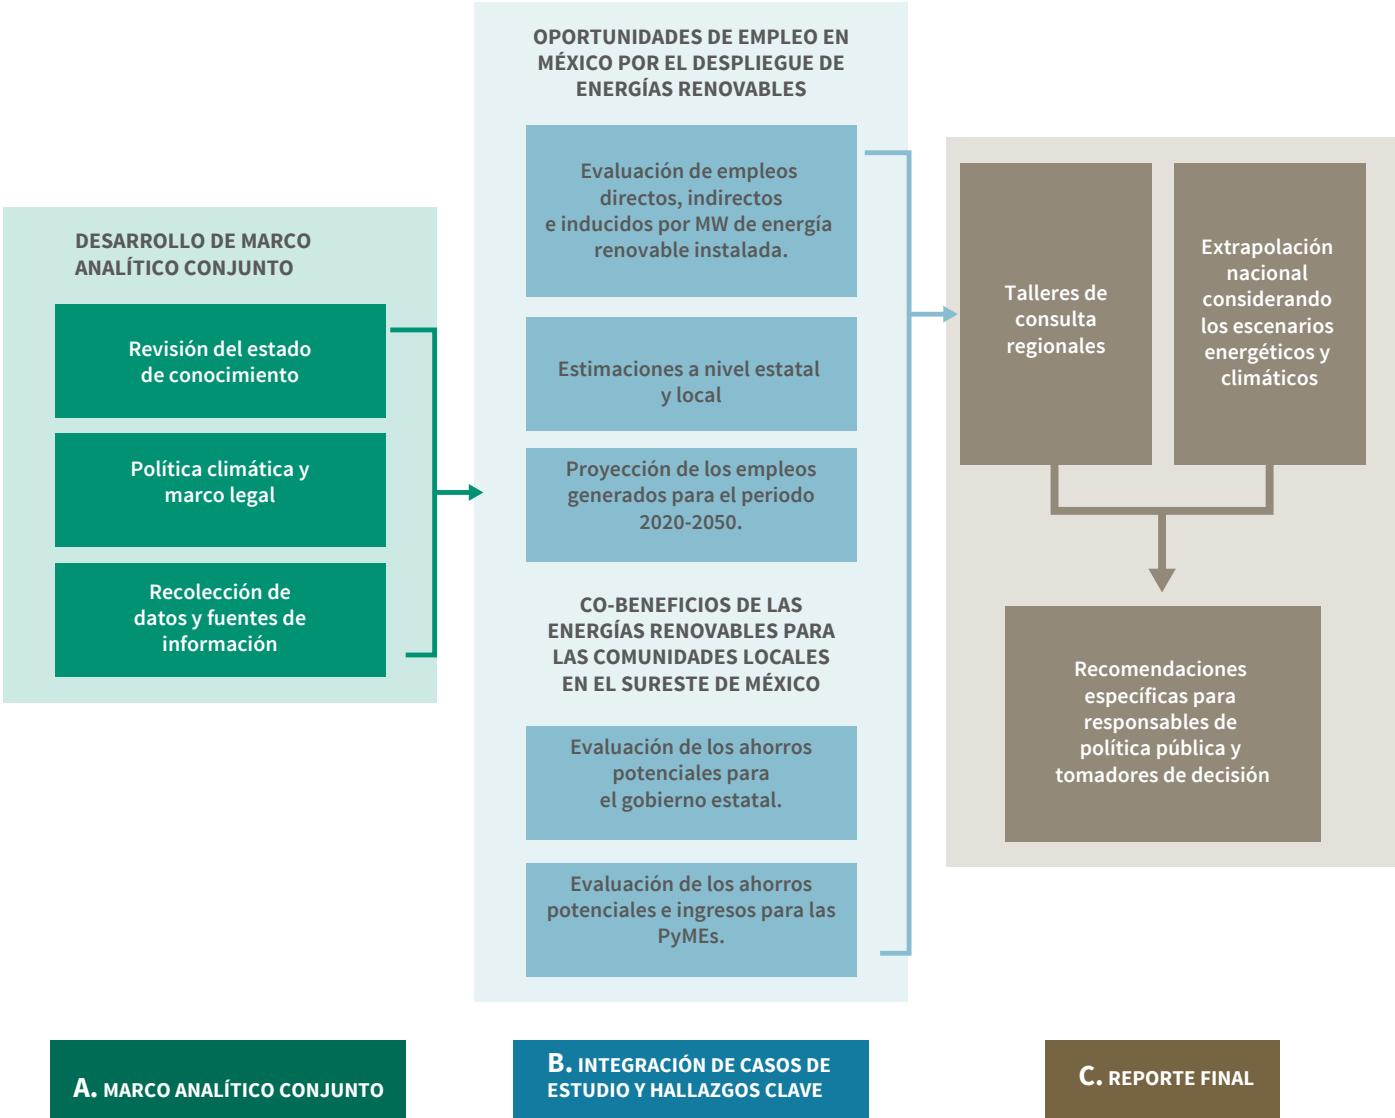 DESARROLLO DE MARCO
ANALÍTICO CONJUNTO
Revisión del estado
de conocimiento
Política climática y
marco legal
Recolección de
datos y fuentes de
información
OPORTUNIDADES DE EMPLEO EN
MÉXICO POR EL DESPLIEGUE DE
ENERGÍAS RENOVABLES
Evaluación de empleos
directos, indirectos
e inducidos por MW de energía
renovable instalada.
Estimaciones a nivel estatal
y local
Proyección de los empleos
generados para el periodo
2020-2050.
CO-BENEFICIOS DE LAS
ENERGÍAS RENOVABLES PARA
LAS COMUNIDADES LOCALES
EN EL SURESTE DE MÉXICO
Evaluación de los ahorros
potenciales para
el gobierno estatal.
Evaluación de los ahorros
potenciales e ingresos para las
PyMEs.
Talleres de
consulta
regionales
Extrapolación
nacional
considerando
los escenarios
energéticos y
climáticos
Recomendaciones
específicas para
responsables de
política pública y
tomadores de decisión
A. MARCO ANALÍTICO CONJUNTO
B. INTEGRACIÓN DE CASOS DE
ESTUDIO Y HALLAZGOS CLAVE
C. REPORTE FINAL